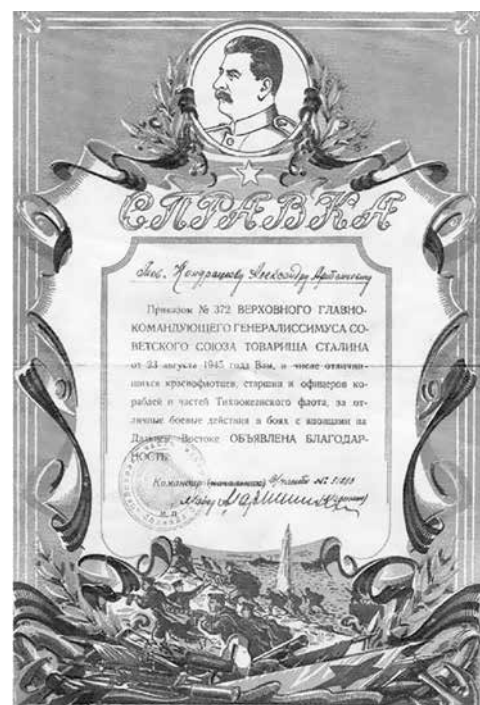 СПРАВКА
Тов. Кондрашову Александру
Приказом № 372 ВЕРХОВНОГО ГЛАВНО-
КОМАНДУЮЩЕГО ГЕНЕРАЛИССИМУСА СО-
ВЕТСКОГО СОЮЗА ТОВАРИЩА СТАЛИНА
от 23 августа 1945 года Вам, в числе отличив-
шихся краснофлотцев, старшин и офицеров ко-
раблей и частей Тихоокеанского флота, за от-
личные боевые действия в боях с японцами на
Дальнем Востоке ОБЪЯВЛЕНА БЛАГОДАР-
НОСТЬ.
Командир (начальник)
М. П.